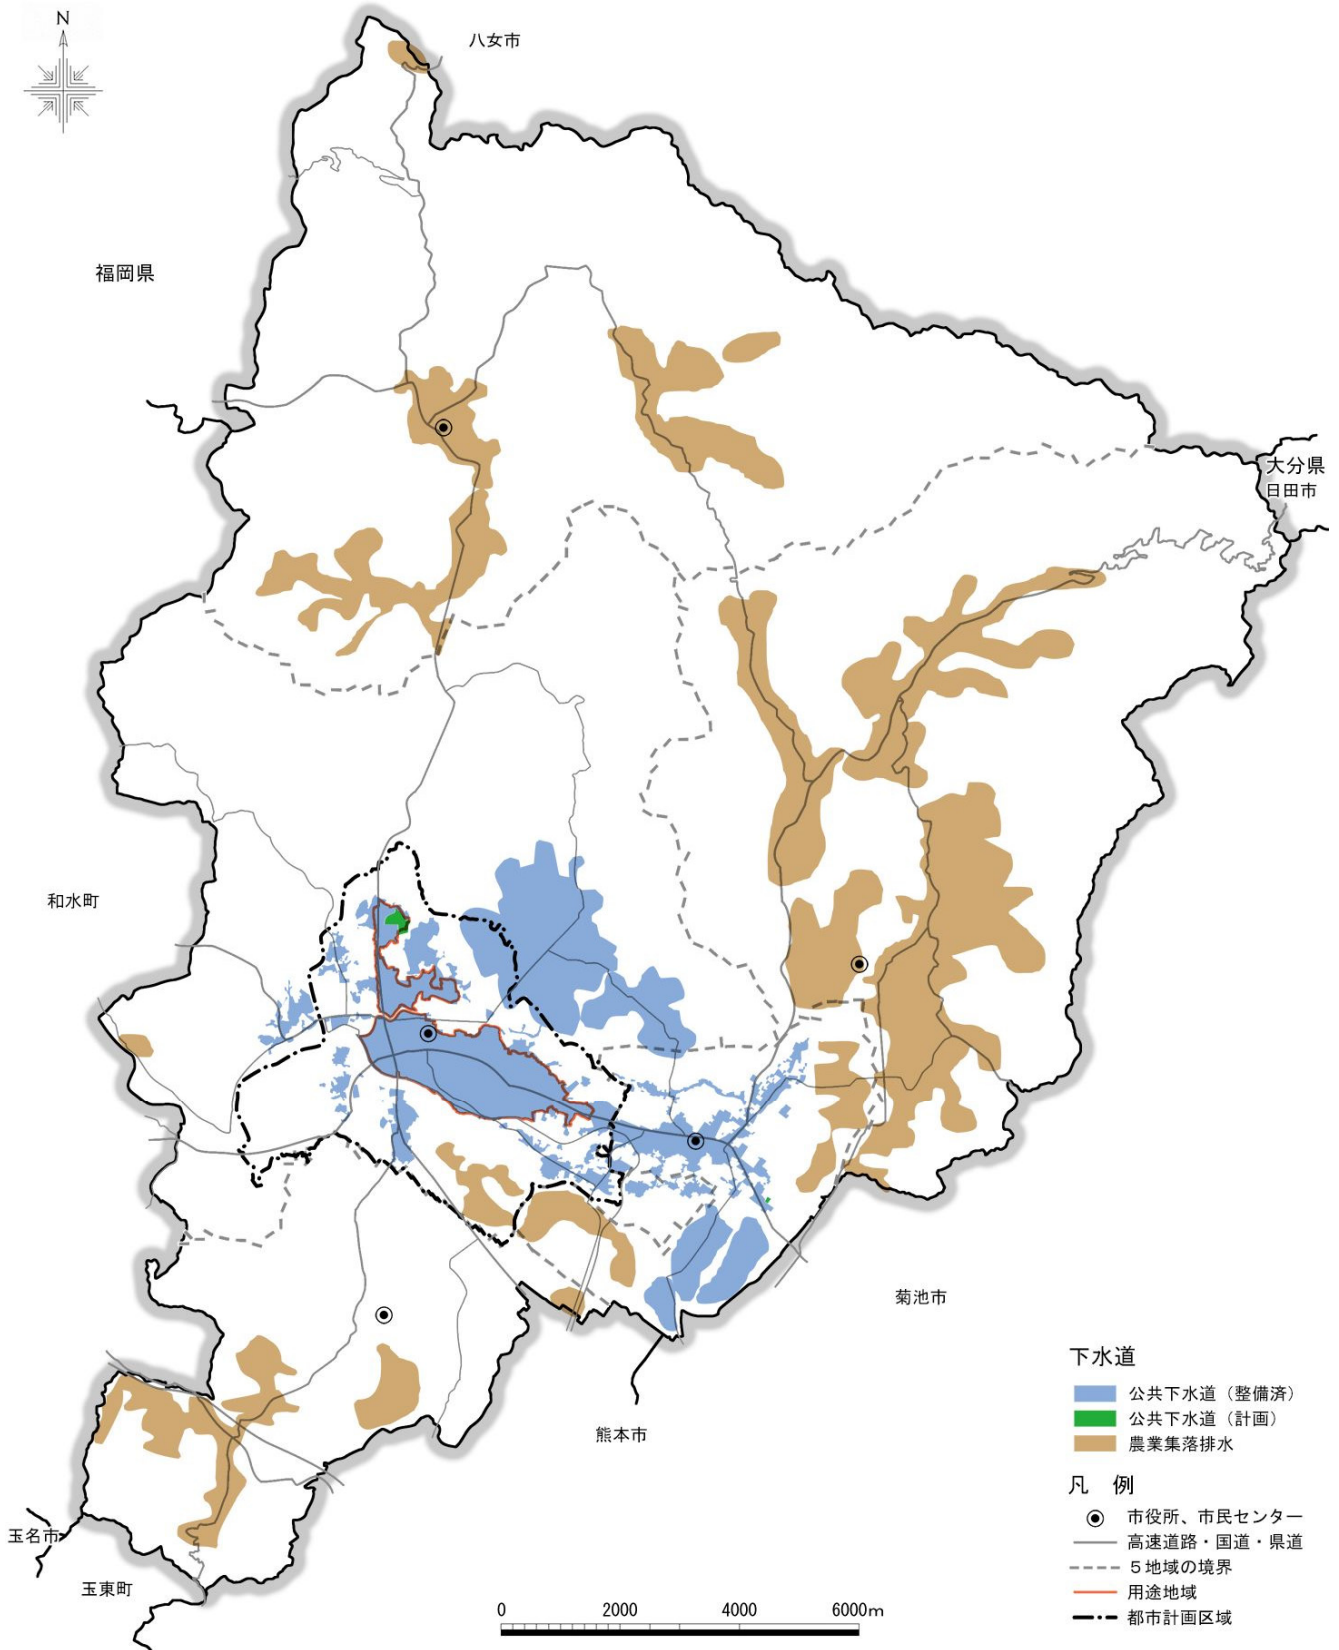 N
八女市
福岡県
大分県
日田市
和水町
菊池市
熊本市
玉名市
玉東町
下水道
公共下水道（整備済）
公共下水道（計画）
農業集落排水
凡　例
市役所、市民センター
高速道路・国道・県道
５地域の境界
用途地域
都市計画区域
0 2000 4000 6000m